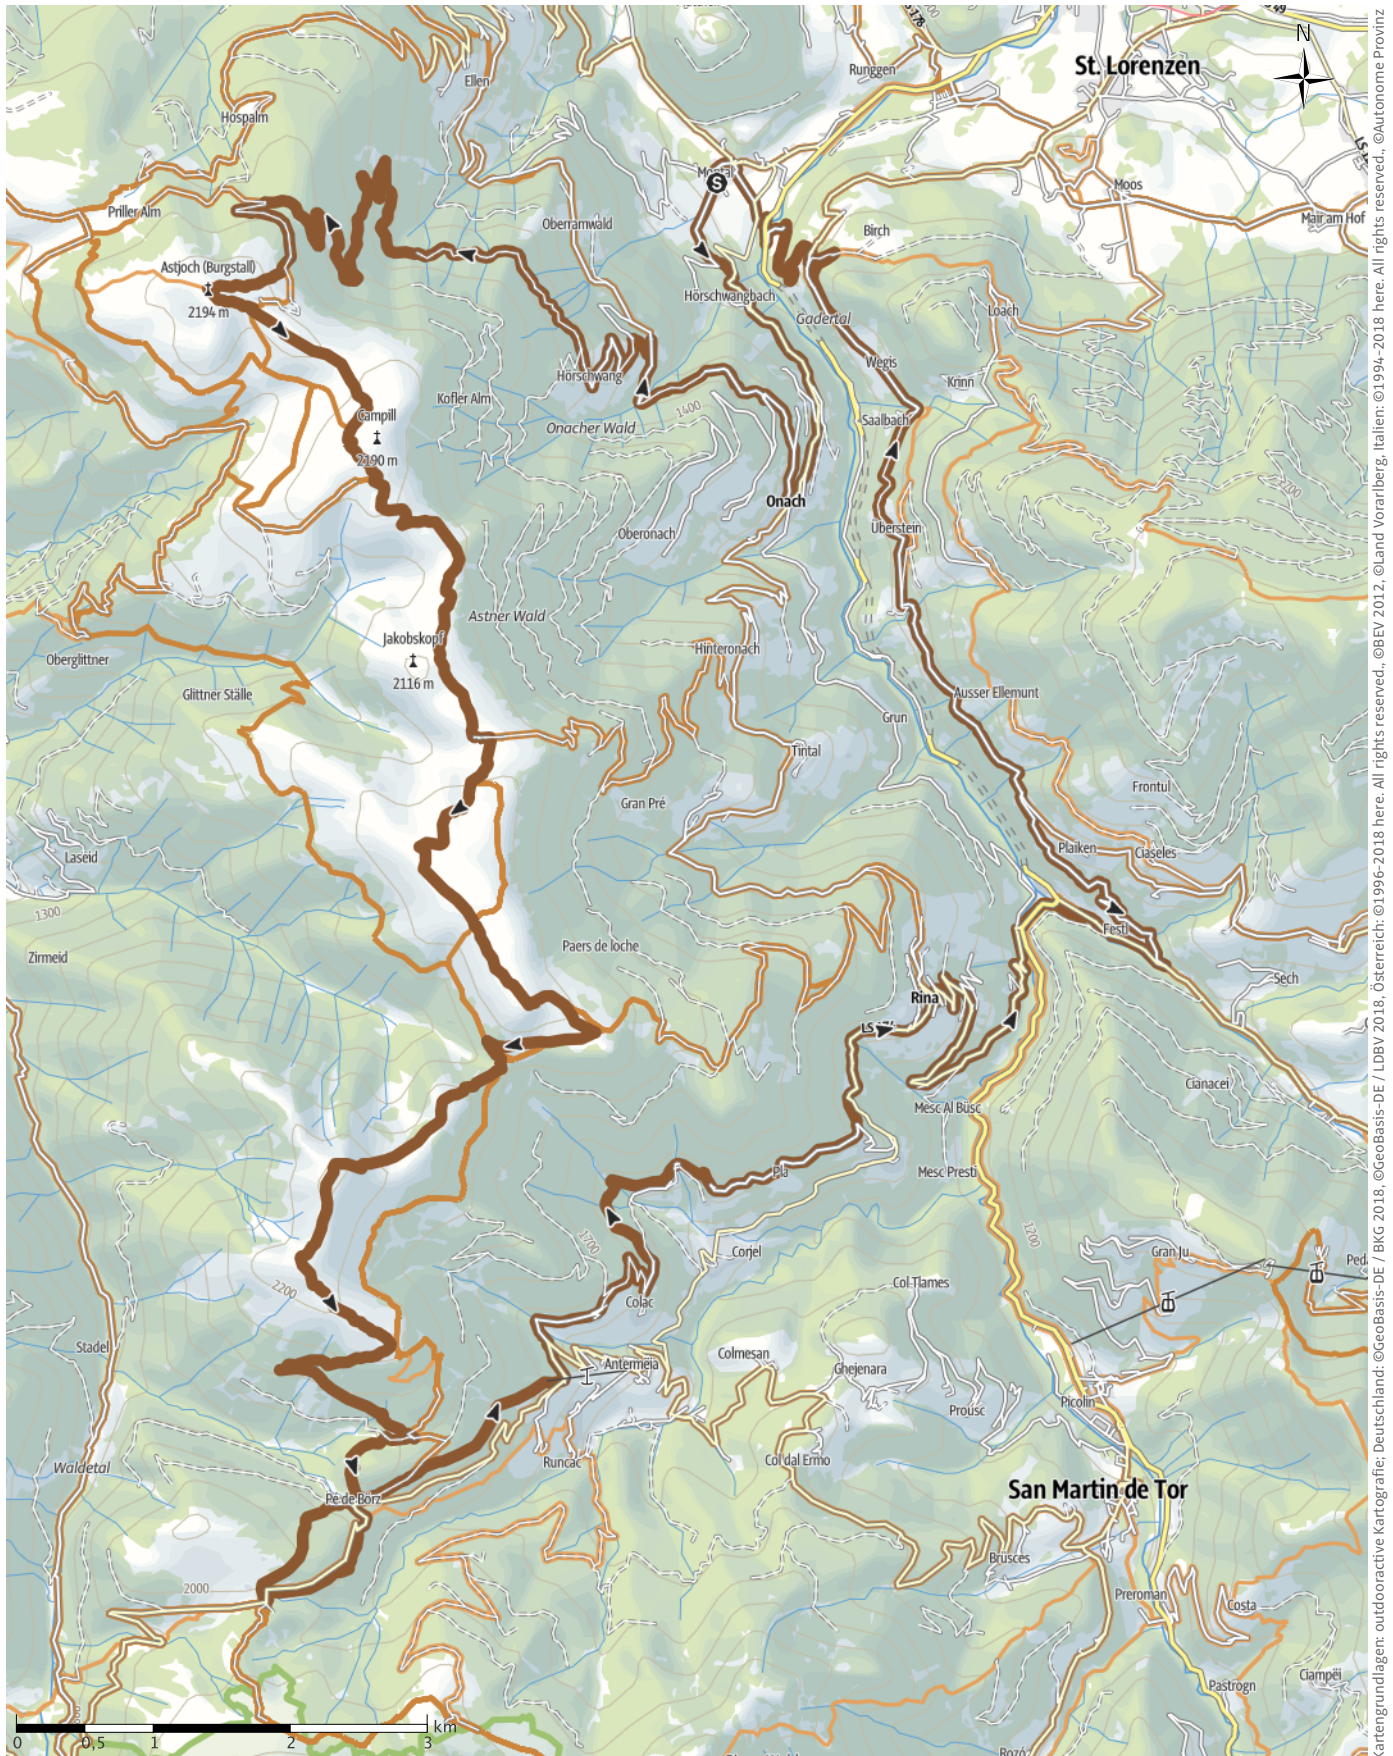 N
St. Lorenzen
Runggen
Ellen
Hospalm
Montal
S
Moos
Mair am Hof
Priller Alm
Oberramwald
Birch
Astjoch (Burgstall)
2194 m
Hörschwangbach
Gadertal
Loach
Wegis
Hörschwang
Krinn
Kofler Alm
1400
Campill
Onacher Wald
Saalbach
2190 m
Onach
Oberonach
Überstein
Astner Wald
Jakobskopf
Hinteronach
Oberglittner
2116 m
Glittner Ställe
Ausser Ellemunt
Grun
Tintal
Frontul
Gran Pré
Plaiken
Ciaseles
Laseid
1300
Festl
Paers de loche
Zirmeid
Sech
Rina
Cianacei
Mesc Al Büsc
Pla
Mesc Presti
1200
1700
Corjel
Gran Ju
Col Tlames
2200
Colac
Stadel
Antermëia
Colmesan
Ghejenara
Picolin
Prousc
Waldetal
Runcac
Col dal Ermo
Pé de Börz
San Martin de Tor
Brüsces
2000
Preroman
Costa
Ciampëi
Pastrogn
km
0
0,5
1
2
3
artengrundlagen: outdooractive Kartografie; Deutschland: ©GeoBasis-DE / BKG 2018, ©GeoBasis-DE / LDBV 2018, Österreich: ©1996-2018 here. All rights reserved., ©BEV 2012, ©Land Vorarlberg, Italien: ©1994-2018 here. All rights reserved., ©Autonome Provinz